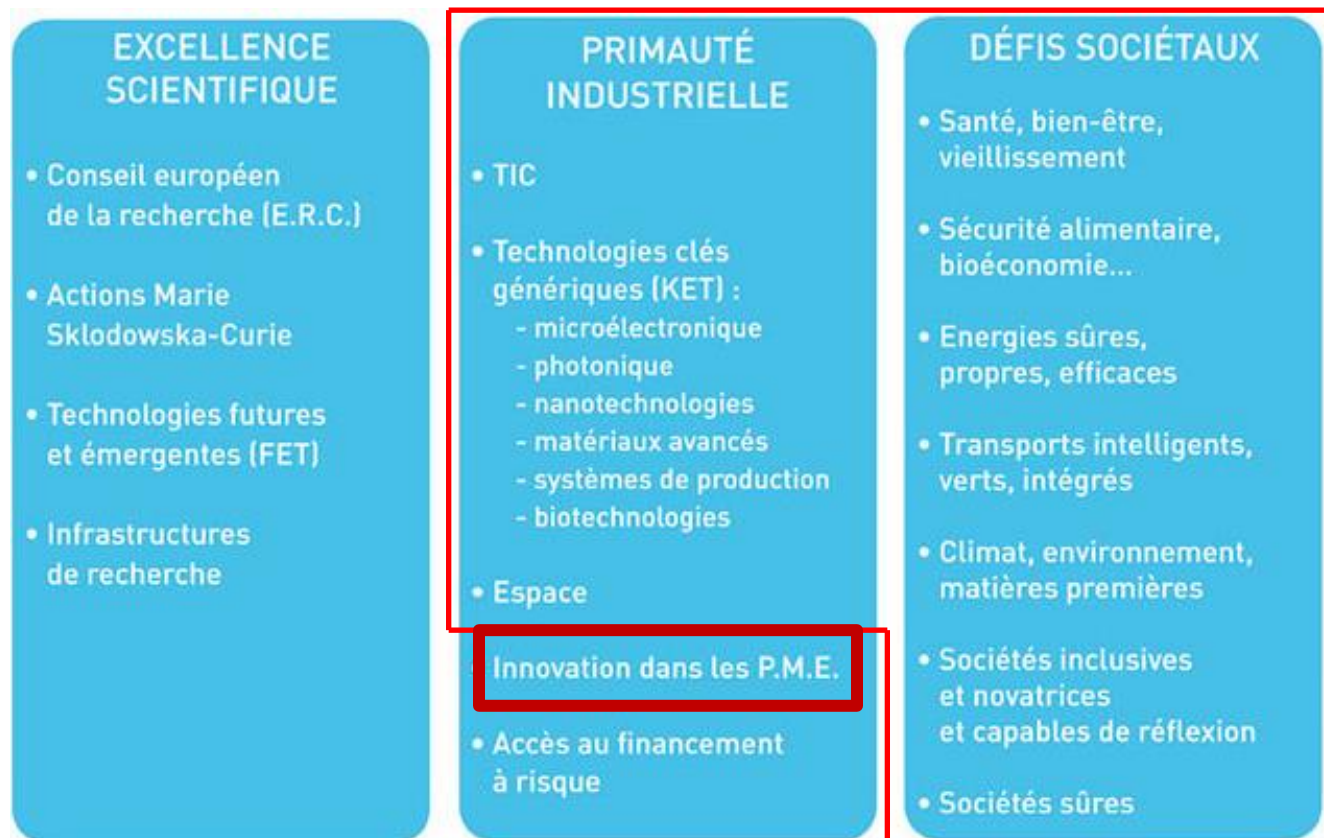 EXCELLENCE
SCIENTIFIQUE
• Conseil européen
de la recherche (E.R.C.)
• Actions Marie
Sklodowska-Curie
• Technologies futures
et émergentes (FET)
• Infrastructures
de recherche
PRIMAUTÉ
INDUSTRIELLE
• TIC
• Technologies clés
génériques (KET) :
- microélectronique
- photonique
- nanotechnologies
- matériaux avancés
- systèmes de production
- biotechnologies
• Espace
• Innovation dans les P.M.E.
• Accès au financement
à risque
DÉFIS SOCIÉTAUX
• Santé, bien-être,
vieillissement
• Sécurité alimentaire,
bioéconomie...
• Energies sûres,
propres, efficaces
• Transports intelligents,
verts, intégrés
• Climat, environnement,
matières premières
• Sociétés inclusives
et novatrices
et capables de réflexion
• Sociétés sûres